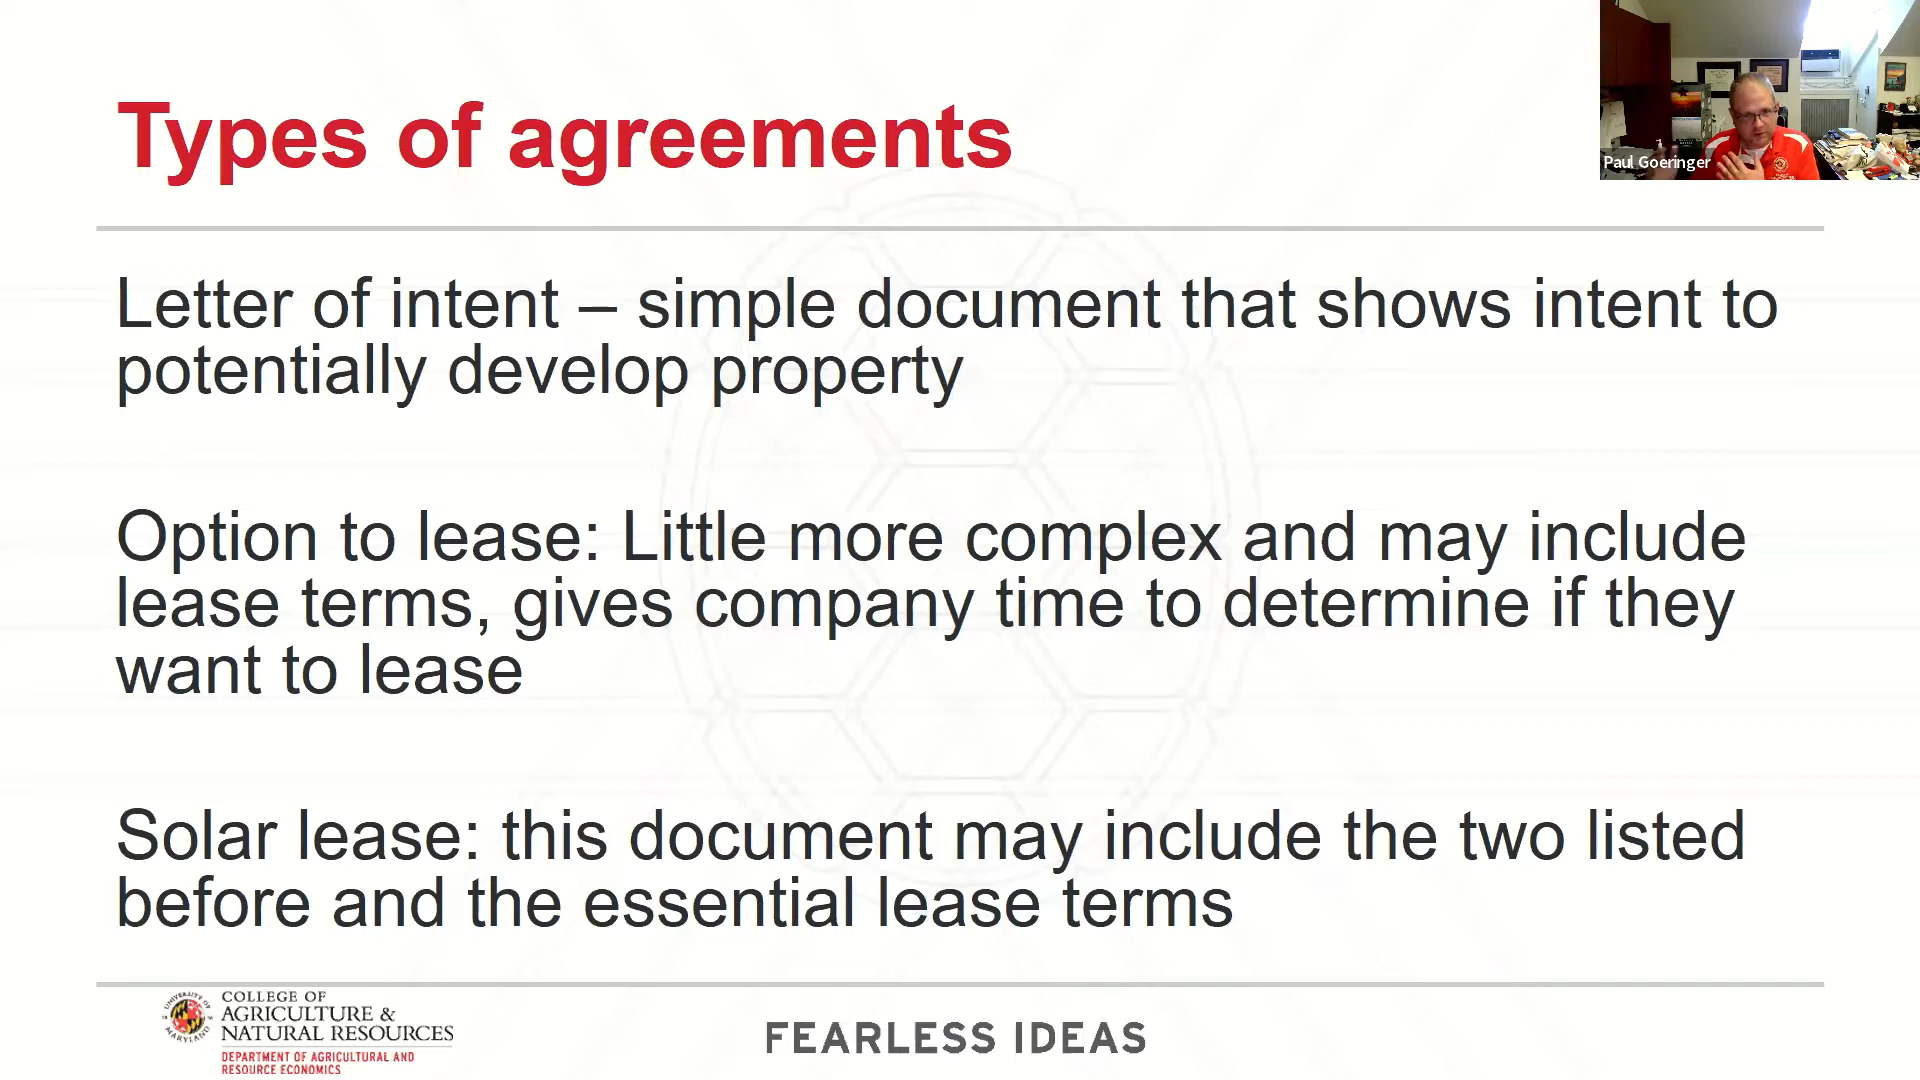 Types of agreements
Paul Goeringer
Letter of intent – simple document that shows intent to
potentially develop property
Option to lease: Little more complex and may include
lease terms, gives company time to determine if they
want to lease
Solar lease: this document may include the two listed
before and the essential lease terms
UNIVERSITY OF
MARYLAND
COLLEGE OF
AGRICULTURE &
NATURAL RESOURCES
DEPARTMENT OF AGRICULTURAL AND
RESOURCE ECONOMICS
FEARLESS IDEAS